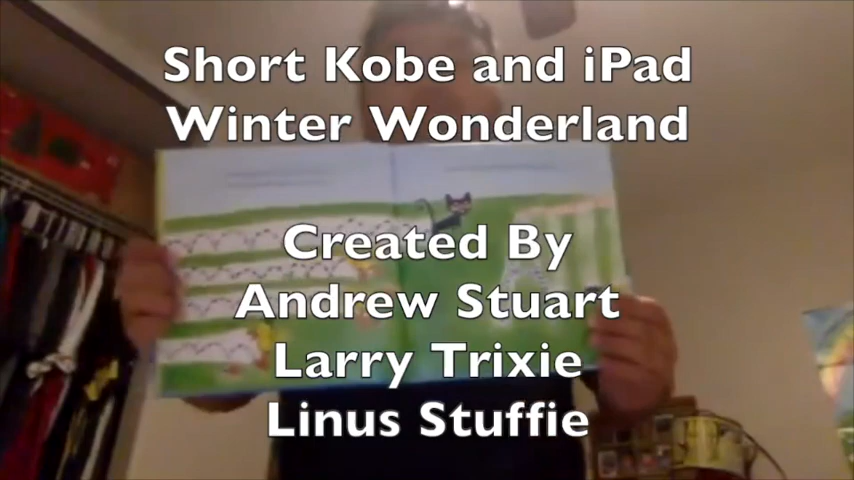 Short Kobe and iPad
Winter Wonderland
Created By
Andrew Stuart
Larry Trixie
Linus Stuffie